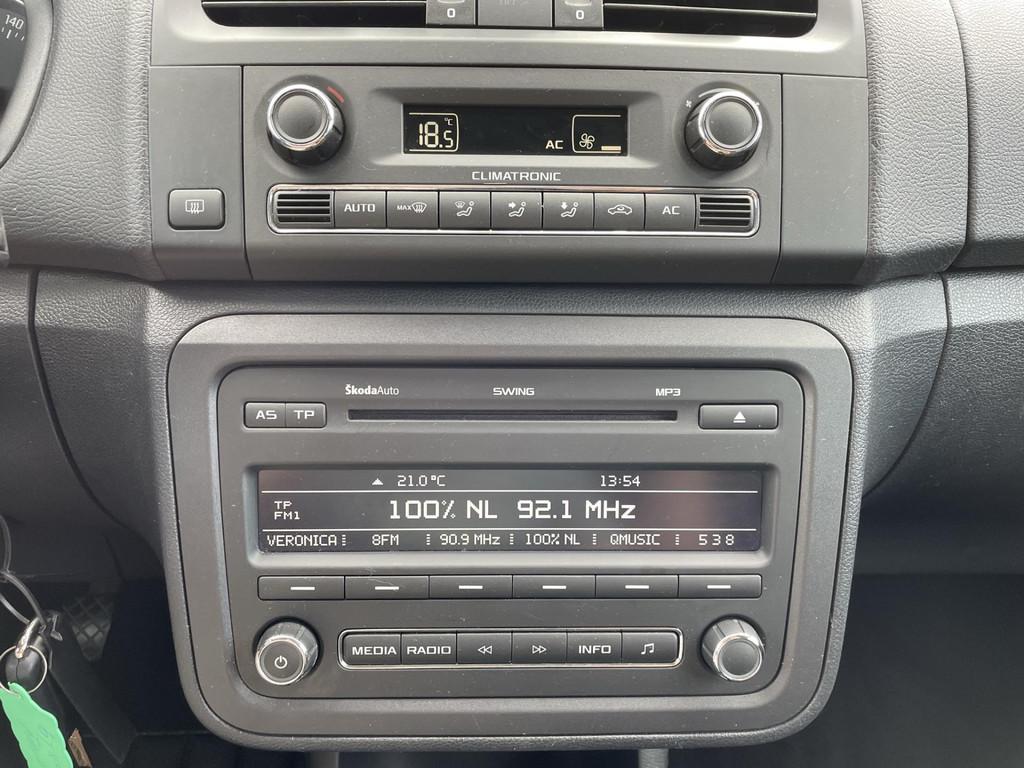 140
0
0
18.5 °C
AC
CLIMATRONIC
AUTO
MAX
AC
ŠkodaAuto SWING MP3
AS TP
21.0 °C 13:54
TP
FM1
100% NL 92.1 MHz
VERONICA 8FM 90.9 MHz 100% NL QMUSIC 538
MEDIA RADIO INFO